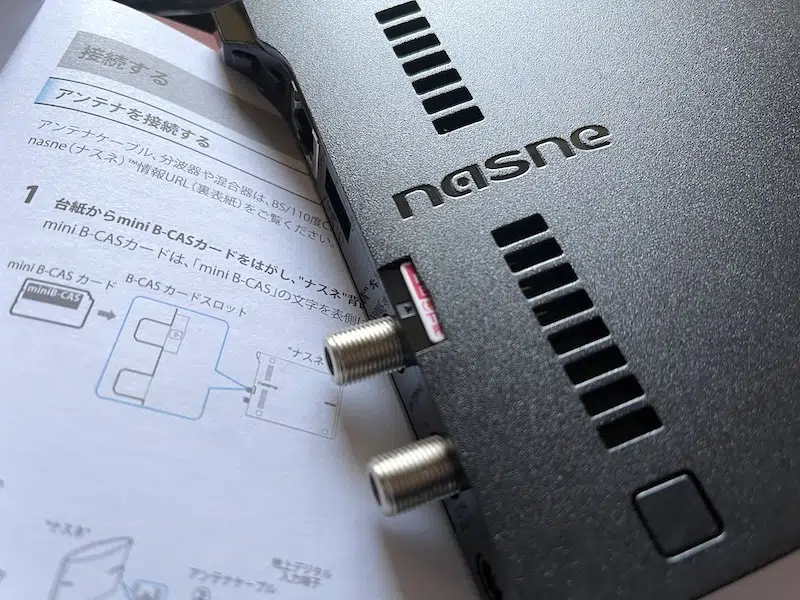 接続する
アンテナを接続する
アンテナケーブル、分波器や混合器は、BS/110度C
nasne（ナスネ）™情報URL（裏表紙）をご覧ください。
1 台紙からmini B-CASカードをはがし、"ナスネ"背
mini B-CASカードは、「mini B-CAS」の文字を表側
mini B-CAS カード
B-CAS カードスロット
miniB-CAS
"ナスネ
"ナスネ"
アンテナケーブル
地上デジタル
入力端子
nasne